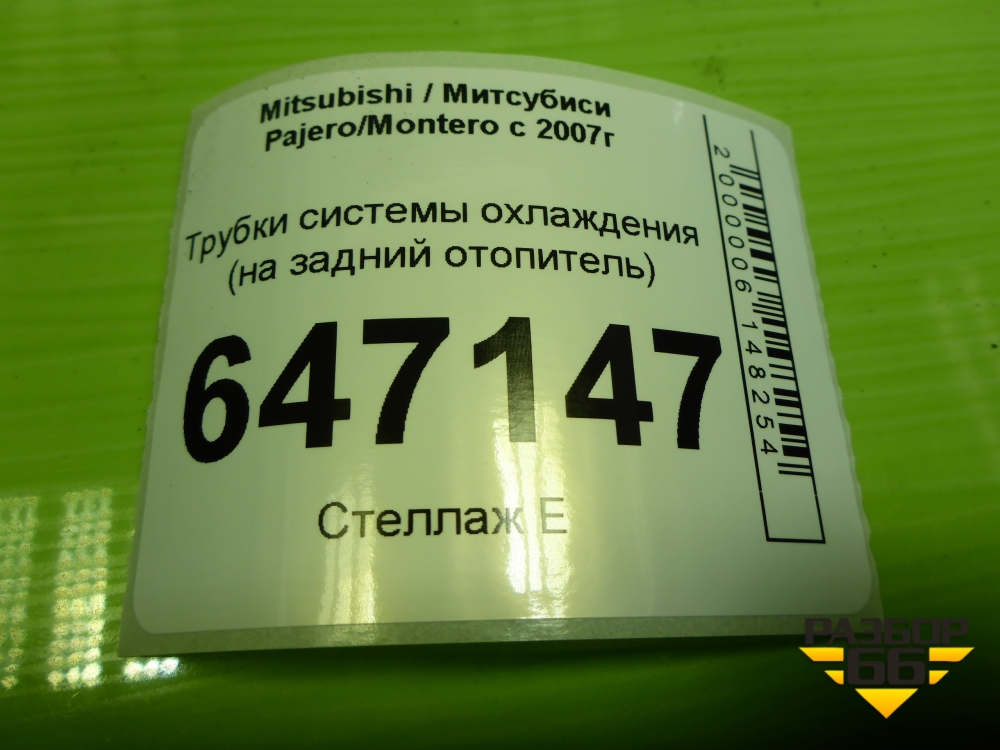 Mitsubishi / Митсубиси
Pajero/Montero с 2007г
Трубки системы охлаждения
(на задний отопитель)
647147
Стеллаж Е
2000006148254
РАЗБОР
66